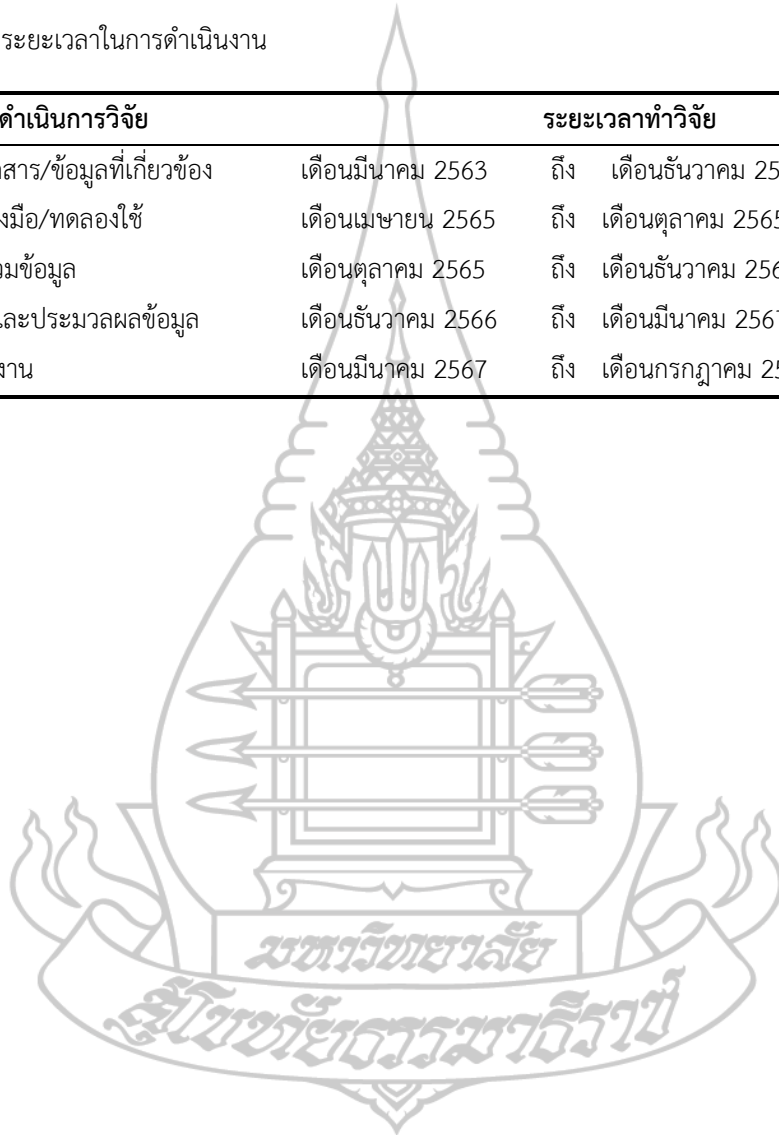 ระยะเวลาในการดำเนินงาน
ดำเนินการวิจัย ระยะเวลาทำวิจัย
สาร/ข้อมูลที่เกี่ยวข้อง เดือนมีนาคม 2563 ถึง เดือนธันวาคม 25
งมือ/ทดลองใช้ เดือนเมษายน 2565 ถึง เดือนตุลาคม 2565
วมข้อมูล เดือนตุลาคม 2565 ถึง เดือนธันวาคม 256
และประมวลผลข้อมูล เดือนธันวาคม 2566 ถึง เดือนมีนาคม 2567
งาน เดือนมีนาคม 2567 ถึง เดือนกรกฎาคม 25
มหาวิทยาลัย
สุโขทัยธรรมาธิราช